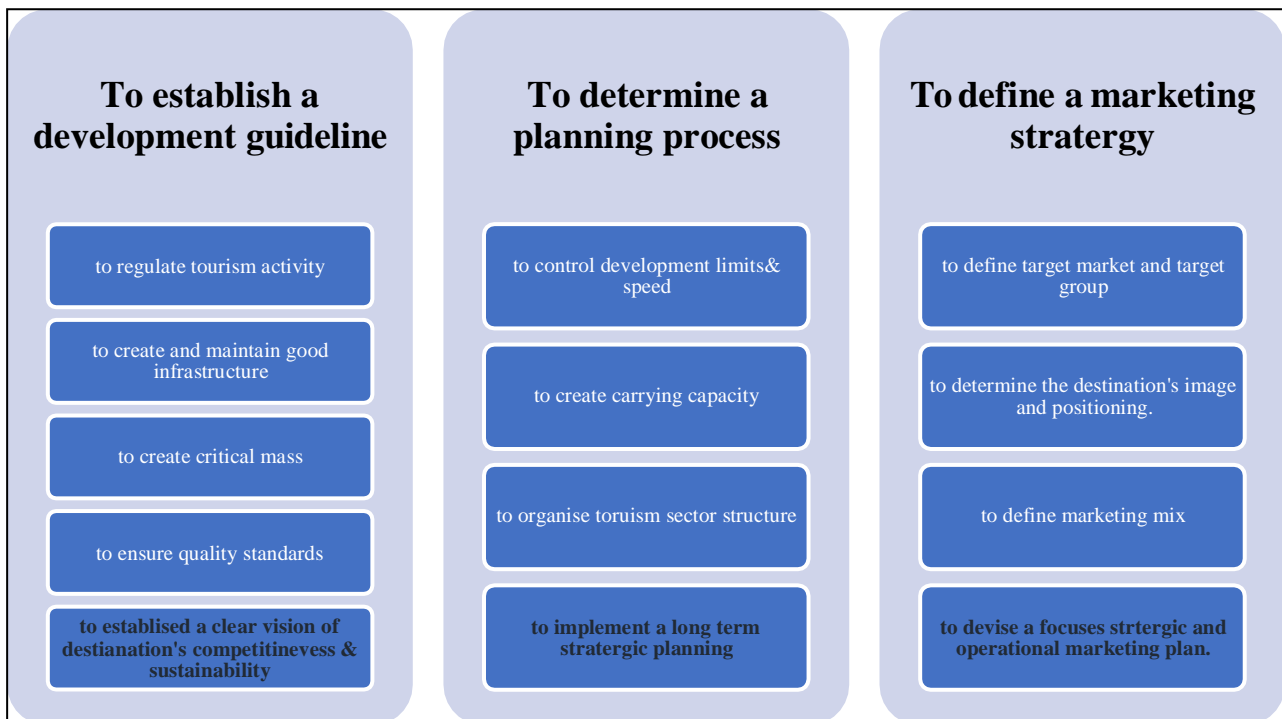 To establish a
development guideline
to regulate tourism activity
to create and maintain good
infrastructure
to create critical mass
to ensure quality standards
to establised a clear vision of
destianation's competitinevess &
sustainability
To determine a
planning process
to control development limits&
speed
to create carrying capacity
to organise toruism sector structure
to implement a long term
stratergic planning
To define a marketing
stratergy
to define target market and target
group
to determine the destination's image
and positioning.
to define marketing mix
to devise a focuses strtergic and
operational marketing plan.